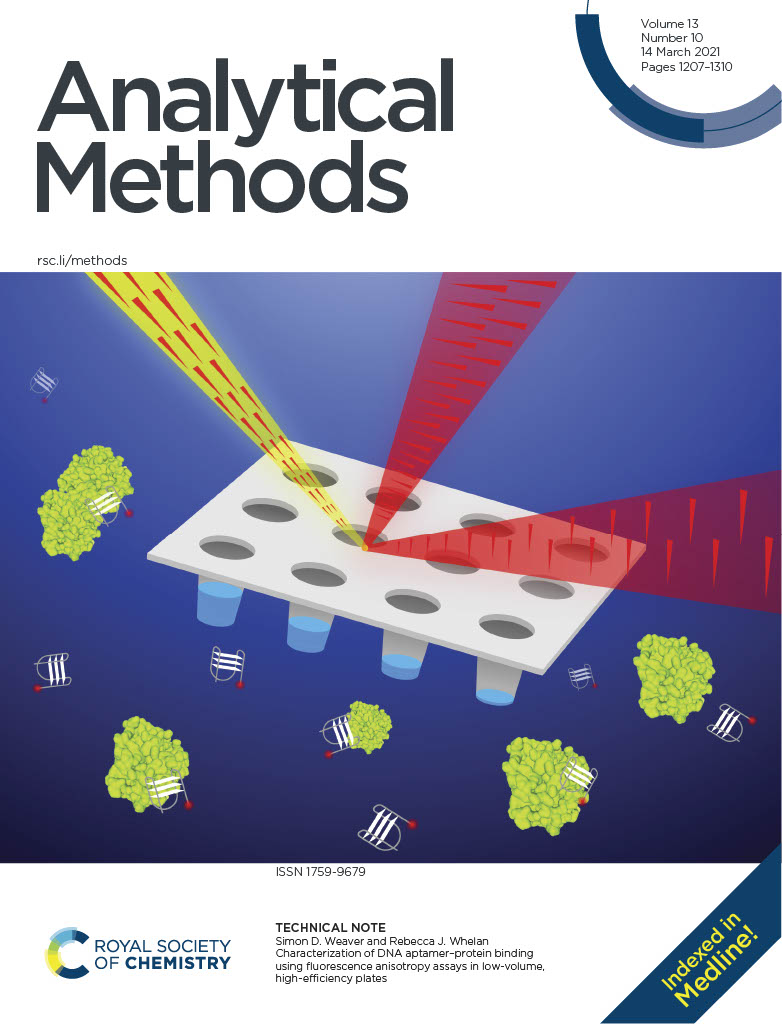 Volume 13
Number 10
14 March 2021
Pages 1207–1310
Analytical
Methods
rsc.li/methods
ISSN 1759-9679
ROYAL SOCIETY
OF CHEMISTRY
TECHNICAL NOTE
Simon D. Weaver and Rebecca J. Whelan
Characterization of DNA aptamer–protein binding
using fluorescence anisotropy assays in low-volume,
high-efficiency plates
Indexed in
Medline!